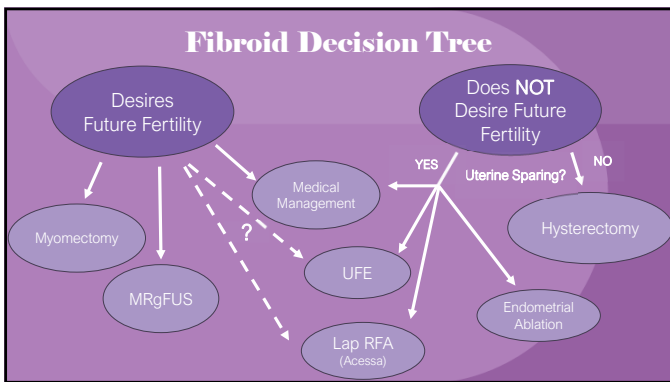 Fibroid Decision Tree
Desires
Future Fertility
Does NOT
Desire Future
Fertility
YES
Uterine Sparing?
NO
Medical
Management
?
Myomectomy
Hysterectomy
UFE
MRgFUS
Endometrial
Ablation
Lap RFA
(Acessa)